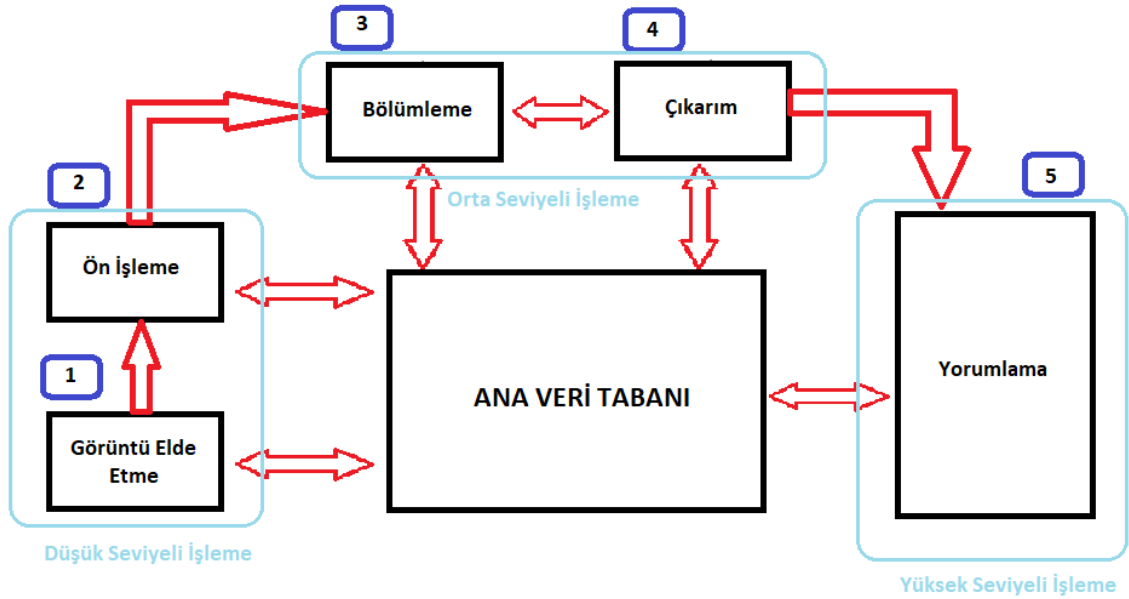 3
4
Bölümleme
Çıkarım
2
Orta Seviyeli İşleme
5
Ön İşleme
1
ANA VERİ TABANI
Yorumlama
Görüntü Elde
Etme
Düşük Seviyeli İşleme
Yüksek Seviyeli İşleme